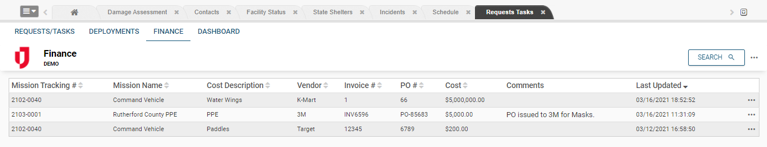 Damage Assessment Contacts Facility Status State Shelters Incidents Schedule Requests Tasks
REQUESTS/TASKS DEPLOYMENTS FINANCE DASHBOARD
Finance
DEMO
SEARCH
Mission Tracking # Mission Name Cost Description Vendor Invoice # PO # Cost Comments Last Updated
2102-0040 Command Vehicle Water Wings K-Mart 1 66 $5,000,000.00 03/16/2021 18:52:52
2103-0001 Rutherford County PPE PPE 3M INV6596 PO-85683 $5,000.00 PO issued to 3M for Masks. 03/16/2021 11:31:09
2102-0040 Command Vehicle Paddles Target 12345 6789 $200.00 03/12/2021 16:58:50